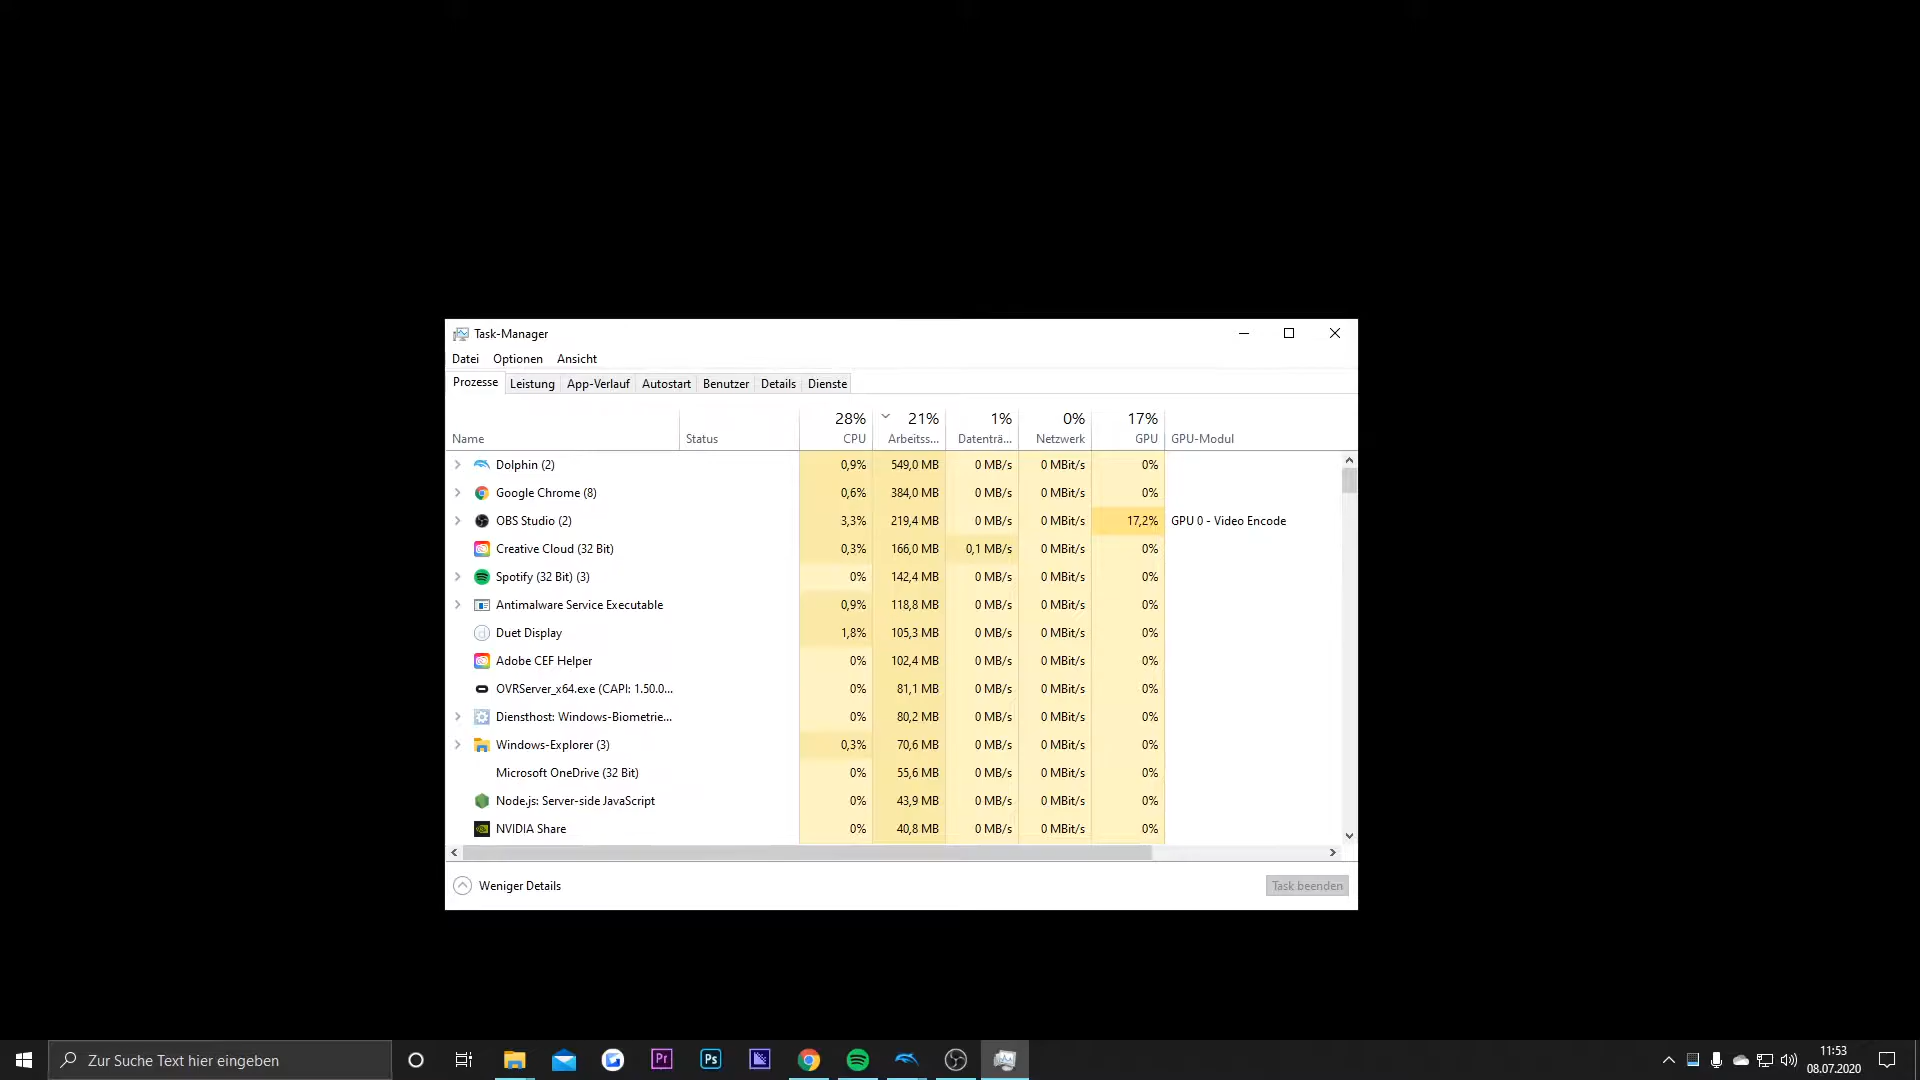 Task-Manager
Datei Optionen Ansicht
Prozesse Leistung App-Verlauf Autostart Benutzer Details Dienste
28% 21% 1% 0% 17%
Name Status CPU Arbeitss... Datenträ... Netzwerk GPU GPU-Modul
Dolphin (2) 0,9% 549,0 MB 0 MB/s 0 MBit/s 0%
Google Chrome (8) 0,6% 384,0 MB 0 MB/s 0 MBit/s 0%
OBS Studio (2) 3,3% 219,4 MB 0 MB/s 0 MBit/s 17,2% GPU 0 - Video Encode
Creative Cloud (32 Bit) 0,3% 166,0 MB 0,1 MB/s 0 MBit/s 0%
Spotify (32 Bit) (3) 0% 142,4 MB 0 MB/s 0 MBit/s 0%
Antimalware Service Executable 0,9% 118,8 MB 0 MB/s 0 MBit/s 0%
Duet Display 1,8% 105,3 MB 0 MB/s 0 MBit/s 0%
Adobe CEF Helper 0% 102,4 MB 0 MB/s 0 MBit/s 0%
OVRServer_x64.exe (CAPI: 1.50.0... 0% 81,1 MB 0 MB/s 0 MBit/s 0%
Diensthost: Windows-Biometrie... 0% 80,2 MB 0 MB/s 0 MBit/s 0%
Windows-Explorer (3) 0,3% 70,6 MB 0 MB/s 0 MBit/s 0%
Microsoft OneDrive (32 Bit) 0% 55,6 MB 0 MB/s 0 MBit/s 0%
Node.js: Server-side JavaScript 0% 43,9 MB 0 MB/s 0 MBit/s 0%
NVIDIA Share 0% 40,8 MB 0 MB/s 0 MBit/s 0%
Weniger Details Task beenden
Zur Suche Text hier eingeben Pr Ps 11:53
08.07.2020